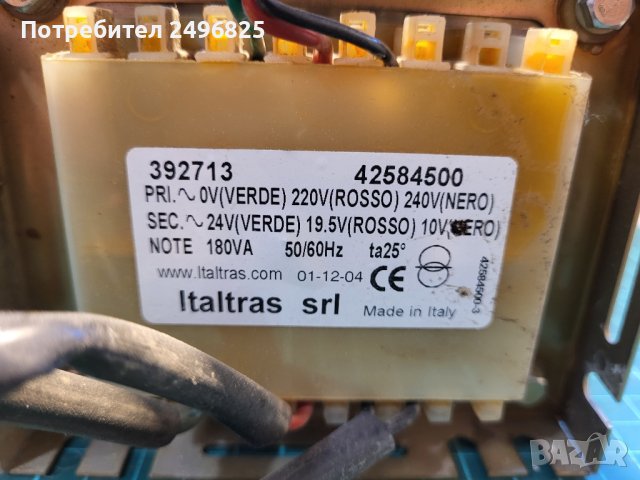 Потребител 2496825
392713 42584500
PRI.∿ 0V(VERDE) 220V(ROSSO) 240V(NERO)
SEC.∿ 24V(VERDE) 19.5V(ROSSO) 10V(NERO)
NOTE 180VA 50/60Hz ta25°
www.Italtras.com 01-12-04 CE
Italtras srl Made in Italy
42584500-3
BAZAR